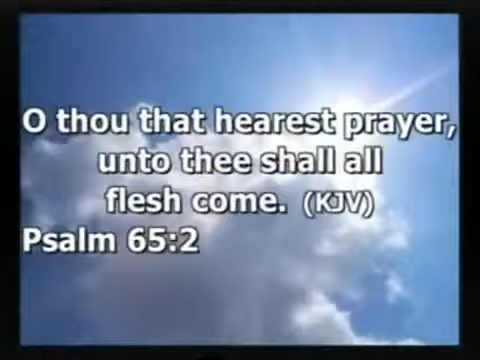 O thou that hearest prayer,
unto thee shall all
flesh come. (KJV)
Psalm 65:2